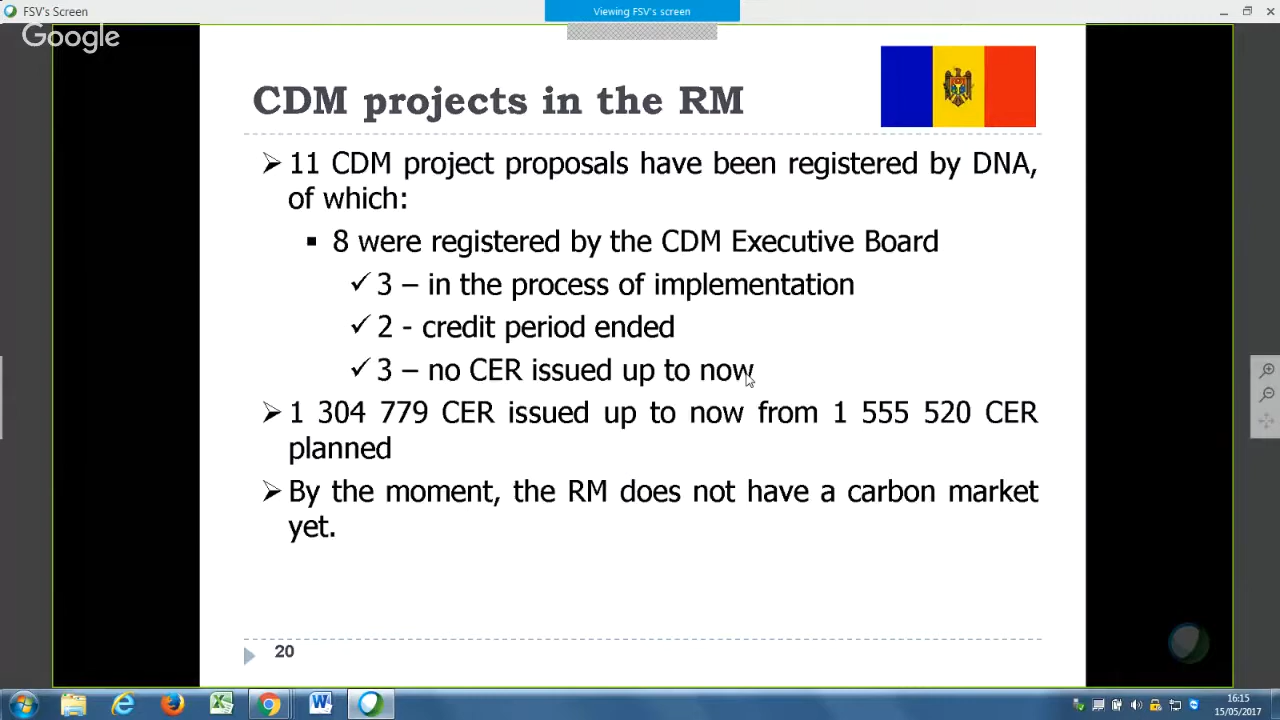 FSV's Screen
Viewing FSV's screen
Google
CDM projects in the RM
➢ 11 CDM project proposals have been registered by DNA,
of which:
▪ 8 were registered by the CDM Executive Board
✓ 3 – in the process of implementation
✓ 2 - credit period ended
✓ 3 – no CER issued up to now
➢ 1 304 779 CER issued up to now from 1 555 520 CER
planned
➢ By the moment, the RM does not have a carbon market
yet.
20
16:15
15/05/2017